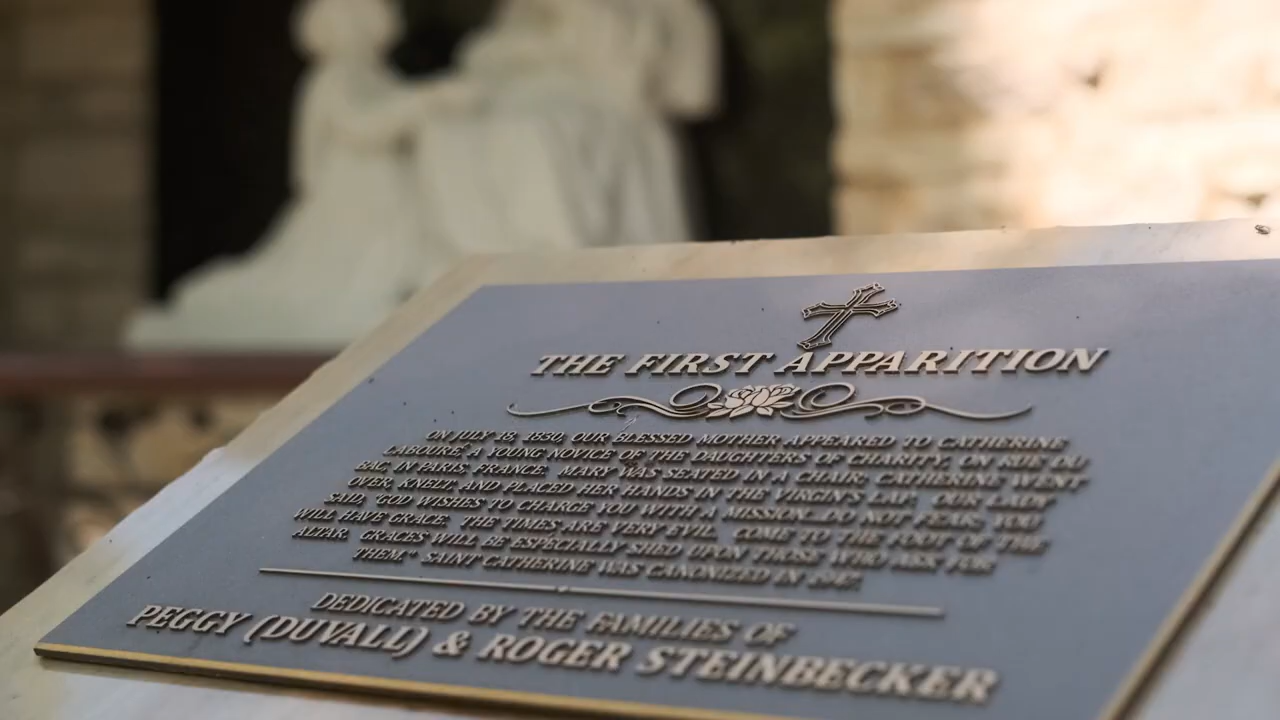 THE FIRST APPARITION
ON JULY 18, 1830, OUR BLESSED MOTHER APPEARED TO CATHERINE
LABOURÉ, A YOUNG NOVICE OF THE DAUGHTERS OF CHARITY, ON RUE DU
BAC, IN PARIS, FRANCE. MARY WAS SEATED IN A CHAIR; CATHERINE WENT
OVER, KNELT AND PLACED HER HANDS IN THE VIRGIN'S LAP. OUR LADY
SAID, "GOD WISHES TO CHARGE YOU WITH A MISSION...DO NOT FEAR, YOU
WILL HAVE GRACE. THE TIMES ARE VERY EVIL. COME TO THE FOOT OF THE
ALTAR. GRACES WILL BE ESPECIALLY SHED UPON THOSE WHO ASK FOR
THEM." SAINT CATHERINE WAS CANONIZED IN 1947.
DEDICATED BY THE FAMILIES OF
PEGGY (DUVALL) & ROGER STEINBECKER